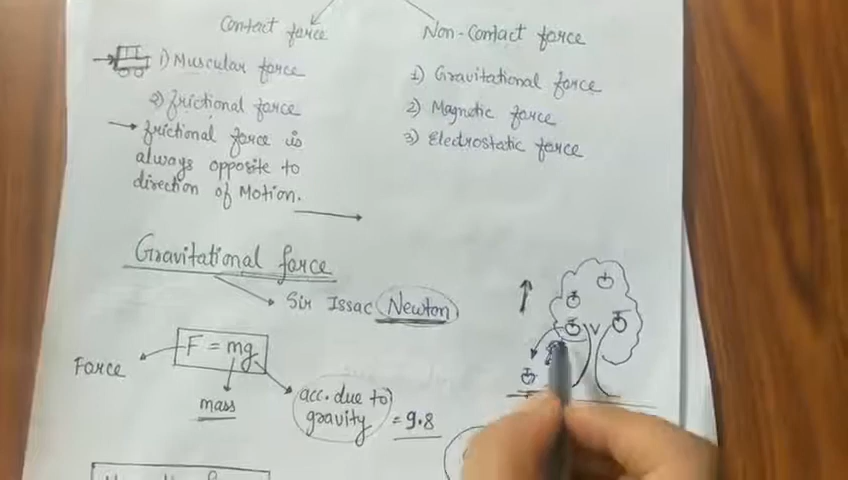 Contact force
Non-Contact force
1) Muscular force
2) frictional force
→ frictional force is
always opposite to
direction of Motion.
1) Gravitational force
2) Magnetic force
3) Electrostatic force
Gravitational force
Sir Issac Newton
F = mg
Force
mass
acc. due to
gravity = 9.8